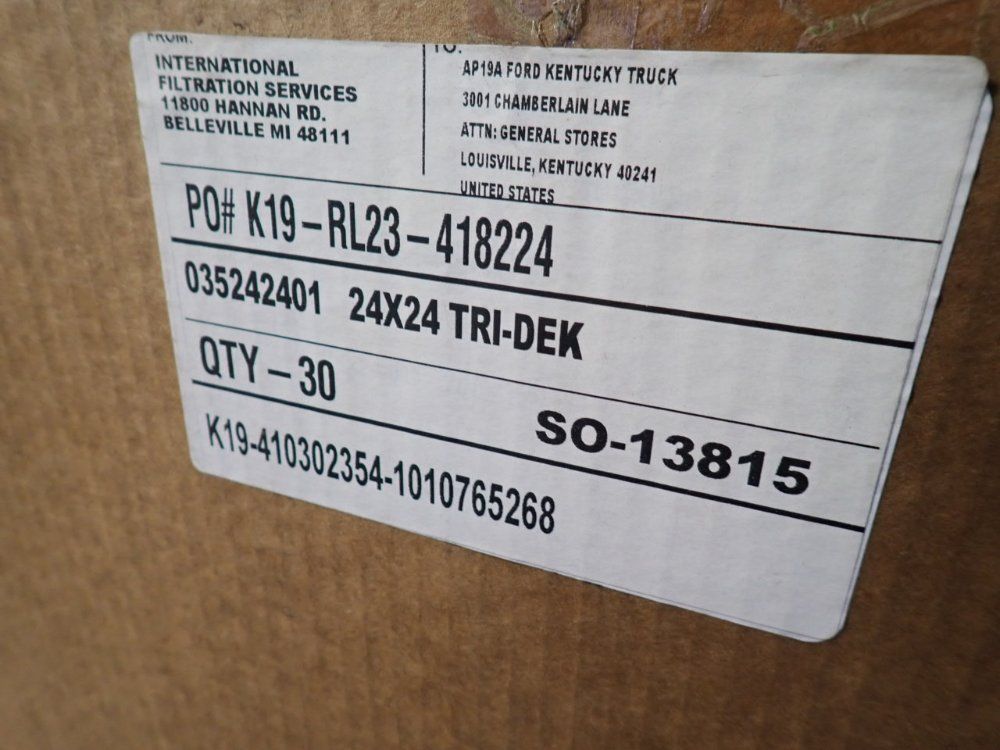 FROM:
INTERNATIONAL
FILTRATION SERVICES
11800 HANNAN RD.
BELLEVILLE MI 48111
TO:
AP19A FORD KENTUCKY TRUCK
3001 CHAMBERLAIN LANE
ATTN: GENERAL STORES
LOUISVILLE, KENTUCKY 40241
UNITED STATES
PO# K19-RL23-418224
035242401 24X24 TRI-DEK
QTY-30
SO-13815
K19-410302354-1010765268